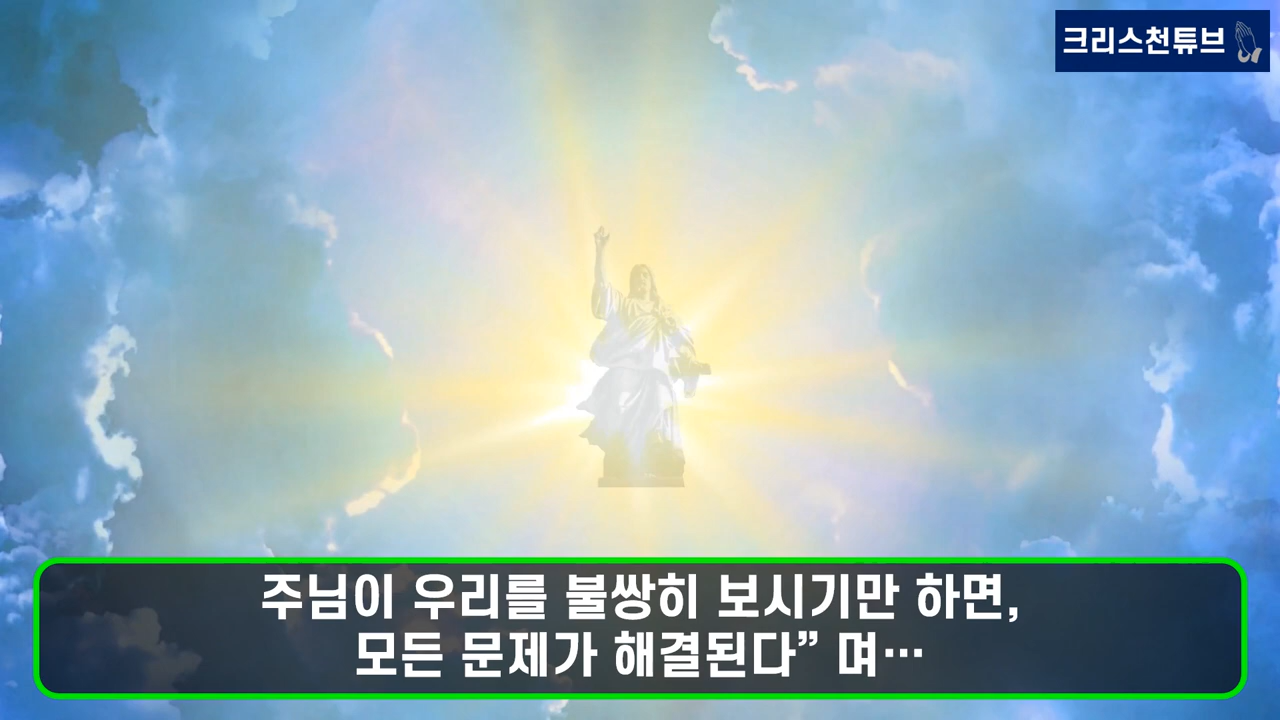 크리스천튜브
주님이 우리를 불쌍히 보시기만 하면,
모든 문제가 해결된다” 며…